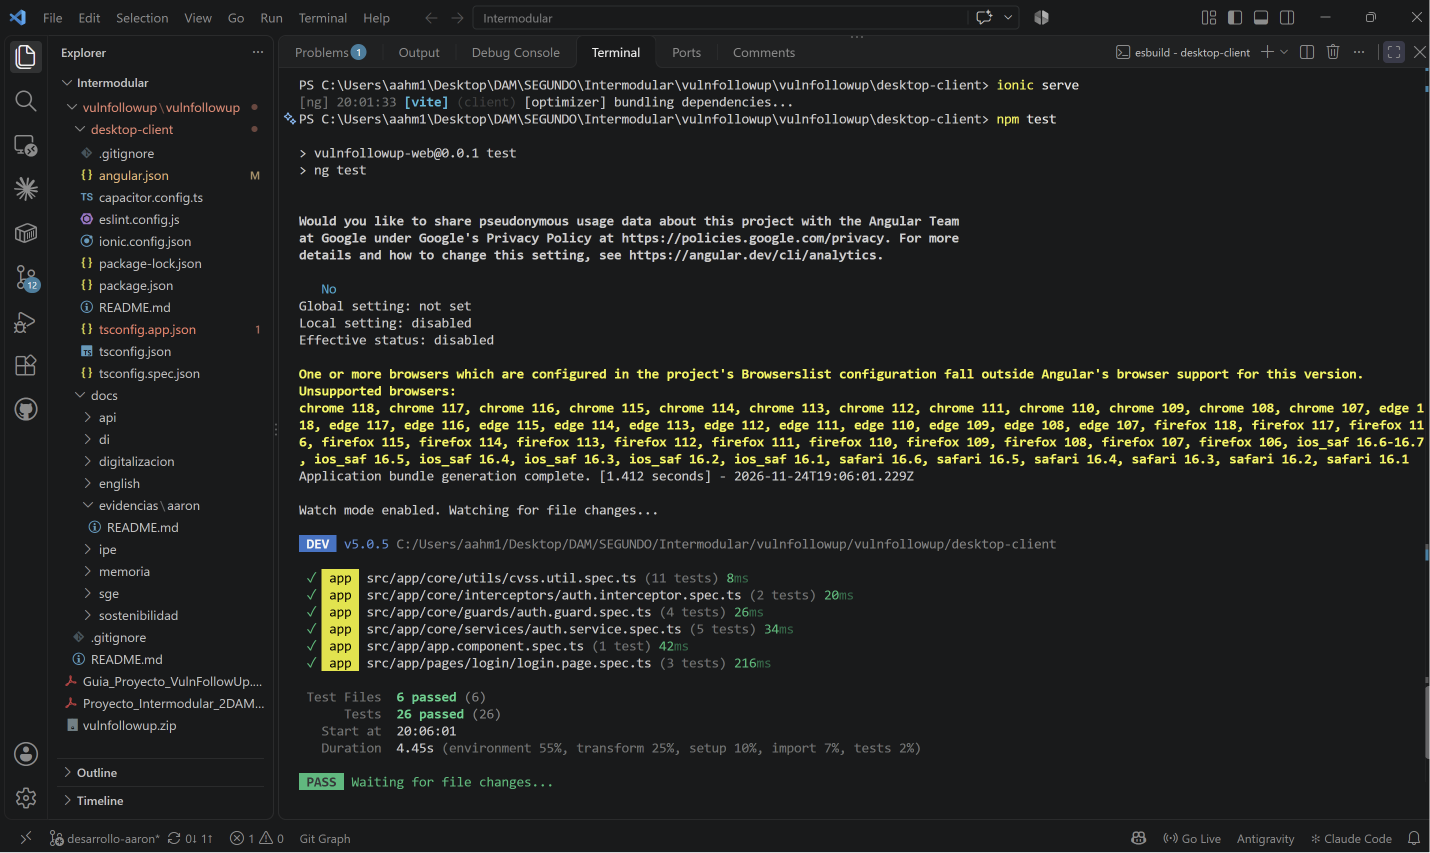 File Edit Selection View Go Run Terminal Help
Intermodular
Explorer
Intermodular
vulnfollowup\vulnfollowup
desktop-client
.gitignore
angular.json M
capacitor.config.ts
eslint.config.js
ionic.config.json
package-lock.json
package.json
README.md
tsconfig.app.json 1
tsconfig.json
tsconfig.spec.json
docs
api
di
digitalizacion
english
evidencias\aaron
README.md
ipe
memoria
sge
sostenibilidad
.gitignore
README.md
Guia_Proyecto_VulnFollowUp....
Proyecto_Intermodular_2DAM...
vulnfollowup.zip
Outline
Timeline
12
Problems 1 Output Debug Console Terminal Ports Comments
esbuild - desktop-client
PS C:\Users\aahm1\Desktop\DAM\SEGUNDO\Intermodular\vulnfollowup\vulnfollowup\desktop-client> ionic serve
[ng] 20:01:33 [vite] (client) [optimizer] bundling dependencies...
PS C:\Users\aahm1\Desktop\DAM\SEGUNDO\Intermodular\vulnfollowup\vulnfollowup\desktop-client> npm test
> vulnfollowup-web@0.0.1 test
> ng test
Would you like to share pseudonymous usage data about this project with the Angular Team
at Google under Google's Privacy Policy at https://policies.google.com/privacy. For more
details and how to change this setting, see https://angular.dev/cli/analytics.
No
Global setting: not set
Local setting: disabled
Effective status: disabled
One or more browsers which are configured in the project's Browserslist configuration fall outside Angular's browser support for this version.
Unsupported browsers:
chrome 118, chrome 117, chrome 116, chrome 115, chrome 114, chrome 113, chrome 112, chrome 111, chrome 110, chrome 109, chrome 108, chrome 107, edge 1
18, edge 117, edge 116, edge 115, edge 114, edge 113, edge 112, edge 111, edge 110, edge 109, edge 108, edge 107, firefox 118, firefox 117, firefox 11
6, firefox 115, firefox 114, firefox 113, firefox 112, firefox 111, firefox 110, firefox 109, firefox 108, firefox 107, firefox 106, ios_saf 16.6-16.7
, ios_saf 16.5, ios_saf 16.4, ios_saf 16.3, ios_saf 16.2, ios_saf 16.1, safari 16.6, safari 16.5, safari 16.4, safari 16.3, safari 16.2, safari 16.1
Application bundle generation complete. [1.412 seconds] - 2026-11-24T19:06:01.229Z
Watch mode enabled. Watching for file changes...
DEV v5.0.5 C:/Users/aahm1/Desktop/DAM/SEGUNDO/Intermodular/vulnfollowup/vulnfollowup/desktop-client
✓ app src/app/core/utils/cvss.util.spec.ts (11 tests) 8ms
✓ app src/app/core/interceptors/auth.interceptor.spec.ts (2 tests) 20ms
✓ app src/app/core/guards/auth.guard.spec.ts (4 tests) 26ms
✓ app src/app/core/services/auth.service.spec.ts (5 tests) 34ms
✓ app src/app/app.component.spec.ts (1 test) 42ms
✓ app src/app/pages/login/login.page.spec.ts (3 tests) 216ms
Test Files 6 passed (6)
Tests 26 passed (26)
Start at 20:06:01
Duration 4.45s (environment 55%, transform 25%, setup 10%, import 7%, tests 2%)
PASS Waiting for file changes...
desarrollo-aaron* 0↓ 1↑ 1 0 Git Graph Go Live Antigravity Claude Code